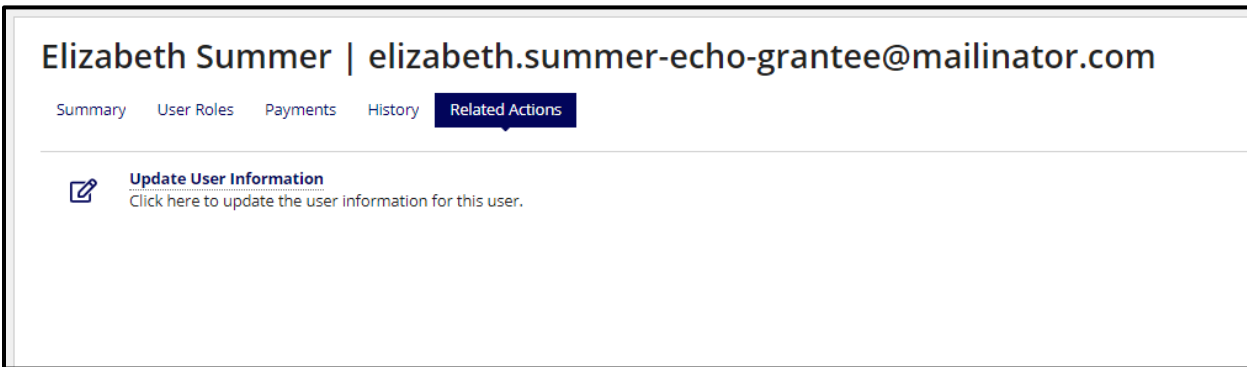 Elizabeth Summer | elizabeth.summer-echo-grantee@mailinator.com
Summary User Roles Payments History Related Actions
Update User Information
Click here to update the user information for this user.